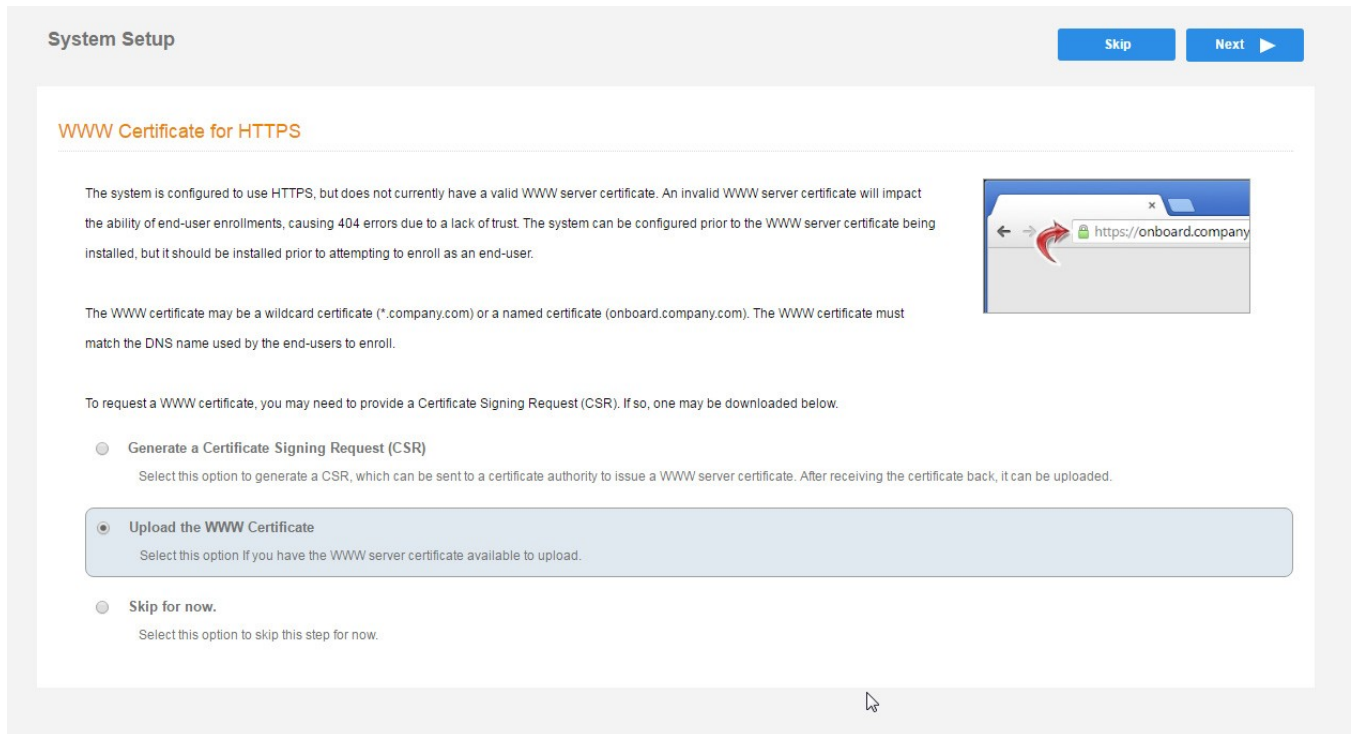 System Setup
Skip
Next
WWW Certificate for HTTPS
The system is configured to use HTTPS, but does not currently have a valid WWW server certificate. An invalid WWW server certificate will impact
the ability of end-user enrollments, causing 404 errors due to a lack of trust. The system can be configured prior to the WWW server certificate being
installed, but it should be installed prior to attempting to enroll as an end-user.
https://onboard.company
The WWW certificate may be a wildcard certificate (*.company.com) or a named certificate (onboard.company.com). The WWW certificate must
match the DNS name used by the end-users to enroll.
To request a WWW certificate, you may need to provide a Certificate Signing Request (CSR). If so, one may be downloaded below.
Generate a Certificate Signing Request (CSR)
Select this option to generate a CSR, which can be sent to a certificate authority to issue a WWW server certificate. After receiving the certificate back, it can be uploaded.
Upload the WWW Certificate
Select this option If you have the WWW server certificate available to upload.
Skip for now.
Select this option to skip this step for now.